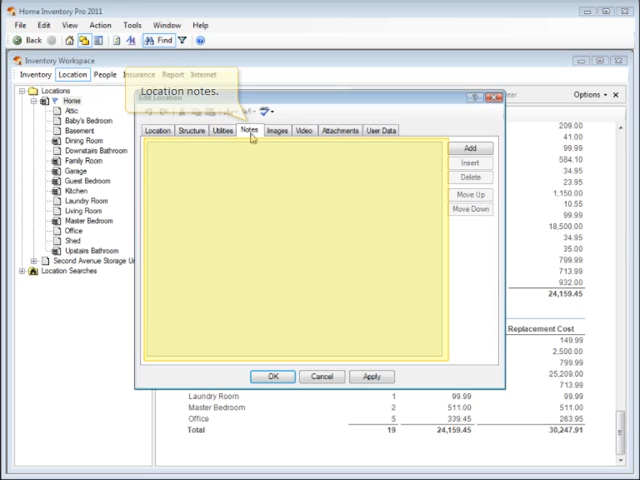 Home Inventory Pro 2011
File Edit View Action Tools Window Help
Back Find
Inventory Workspace
Inventory Location People Insurance Report Internet
Options
Location notes.
Edit Location
Location Structure Utilities Notes Images Video Attachments User Data
Add
Insert
Delete
Move Up
Move Down
OK Cancel Apply
Locations
Home
Attic
Baby's Bedroom
Basement
Dining Room
Downstairs Bathroom
Family Room
Garage
Guest Bedroom
Kitchen
Laundry Room
Living Room
Master Bedroom
Office
Shed
Upstairs Bathroom
Second Avenue Storage Un
Location Searches
209.00
41.00
99.99
584.10
34.95
23.95
1,150.00
10.55
99.99
18,500.00
34.95
35.00
799.99
713.99
932.00
24,159.45
Replacement Cost
149.99
2,500.00
799.99
25,209.00
713.99
Laundry Room 1 99.99 99.99
Master Bedroom 2 511.00 511.00
Office 5 339.45 263.95
Total 19 24,159.45 30,247.91